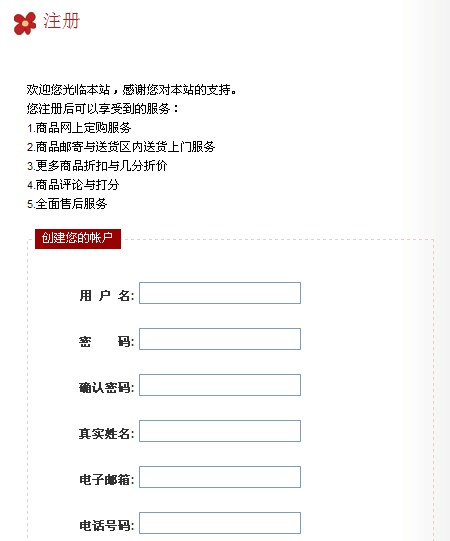 注册
欢迎您光临本站，感谢您对本站的支持。
您注册后可以享受到的服务：
1.商品网上定购服务
2.商品邮寄与送货区内送货上门服务
3.更多商品折扣与几分折价
4.商品评论与打分
5.全面售后服务
创建您的帐户
用 户 名:
密 码:
确认密码:
真实姓名:
电子邮箱:
电话号码: